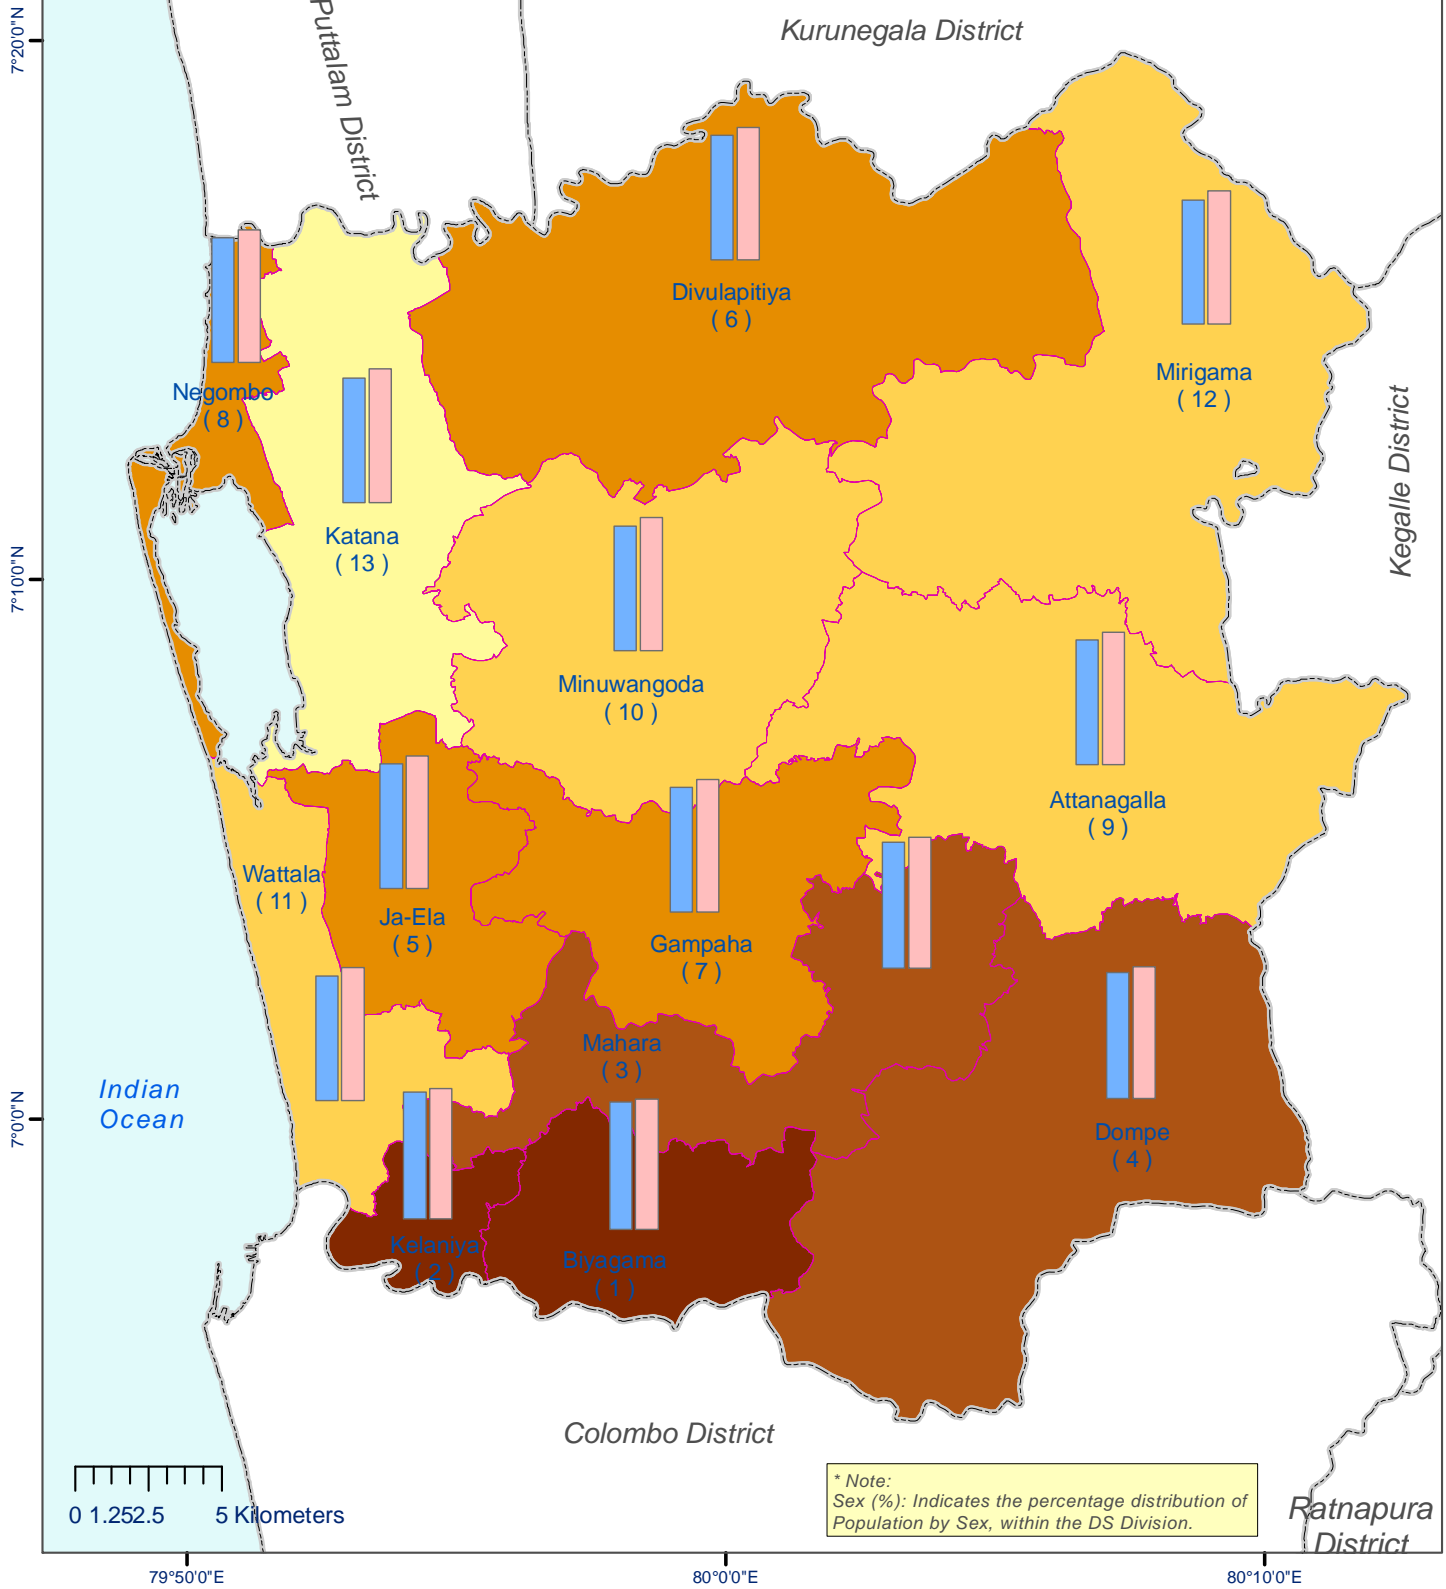 7°20'0"N
Puttalam District
Kurunegala District
Divulapitiya
( 6 )
Mirigama
( 12 )
Negombo
( 8 )
Katana
( 13 )
Kegalle District
7°10'0"N
Minuwangoda
( 10 )
Attanagalla
( 9 )
Wattala
( 11 )
Ja-Ela
( 5 )
Gampaha
( 7 )
Mahara
( 3 )
Indian
Ocean
7°0'0"N
Dompe
( 4 )
Kelaniya
( 2 )
Biyagama
( 1 )
Colombo District
* Note:
Sex (%): Indicates the percentage distribution of
Population by Sex, within the DS Division.
Ratnapura
District
0 1.252.5 5 Kilometers
79°50'0"E
80°0'0"E
80°10'0"E